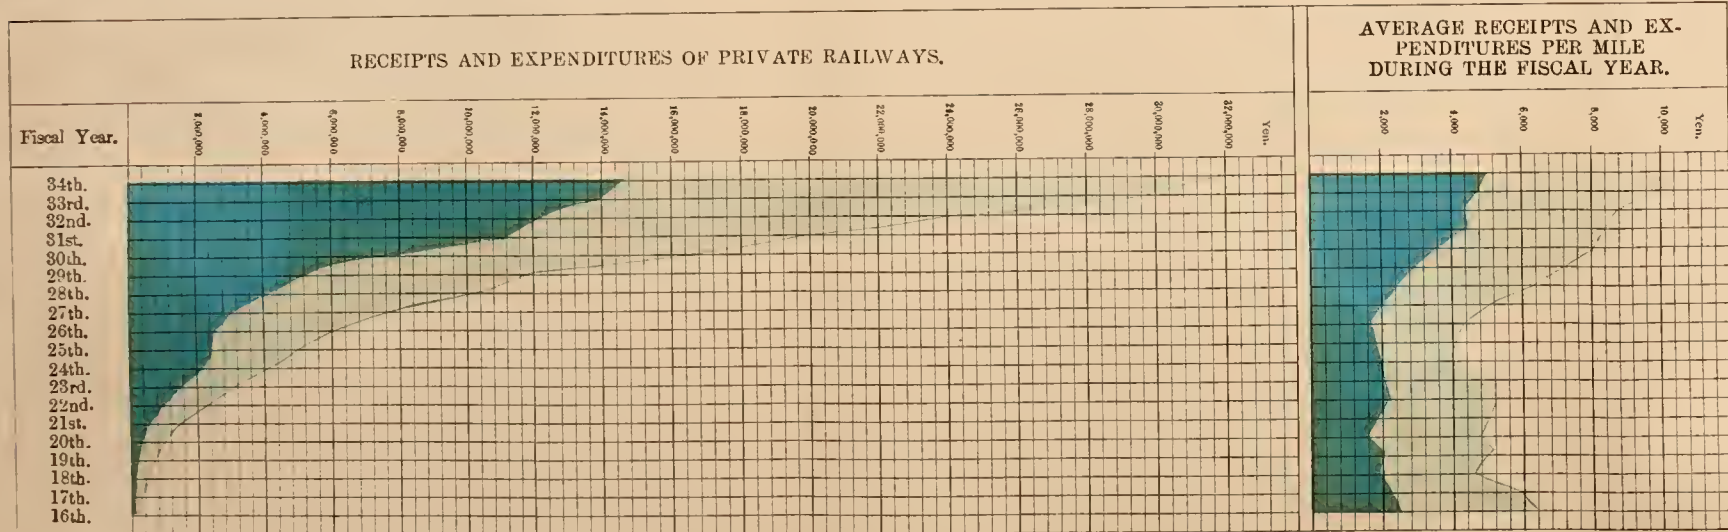 RECEIPTS AND EXPENDITURES OF PRIVATE RAILWAYS.
AVERAGE RECEIPTS AND EX-
PENDITURES PER MILE
DURING THE FISCAL YEAR.
Fiscal Year.
2,000,000
4,000,000
6,000,000
8,000,000
10,000,000
12,000,000
14,000,000
16,000,000
18,000,000
20,000,000
22,000,000
24,000,000
26,000,000
28,000,000
30,000,000
32,000,000
Yen.
2,000
4,000
6,000
8,000
10,000
Yen.
34th.
33rd.
32nd.
31st.
30th.
29th.
28th.
27th.
26th.
25th.
24th.
23rd.
22nd.
21st.
20th.
19th.
18th.
17th.
16th.